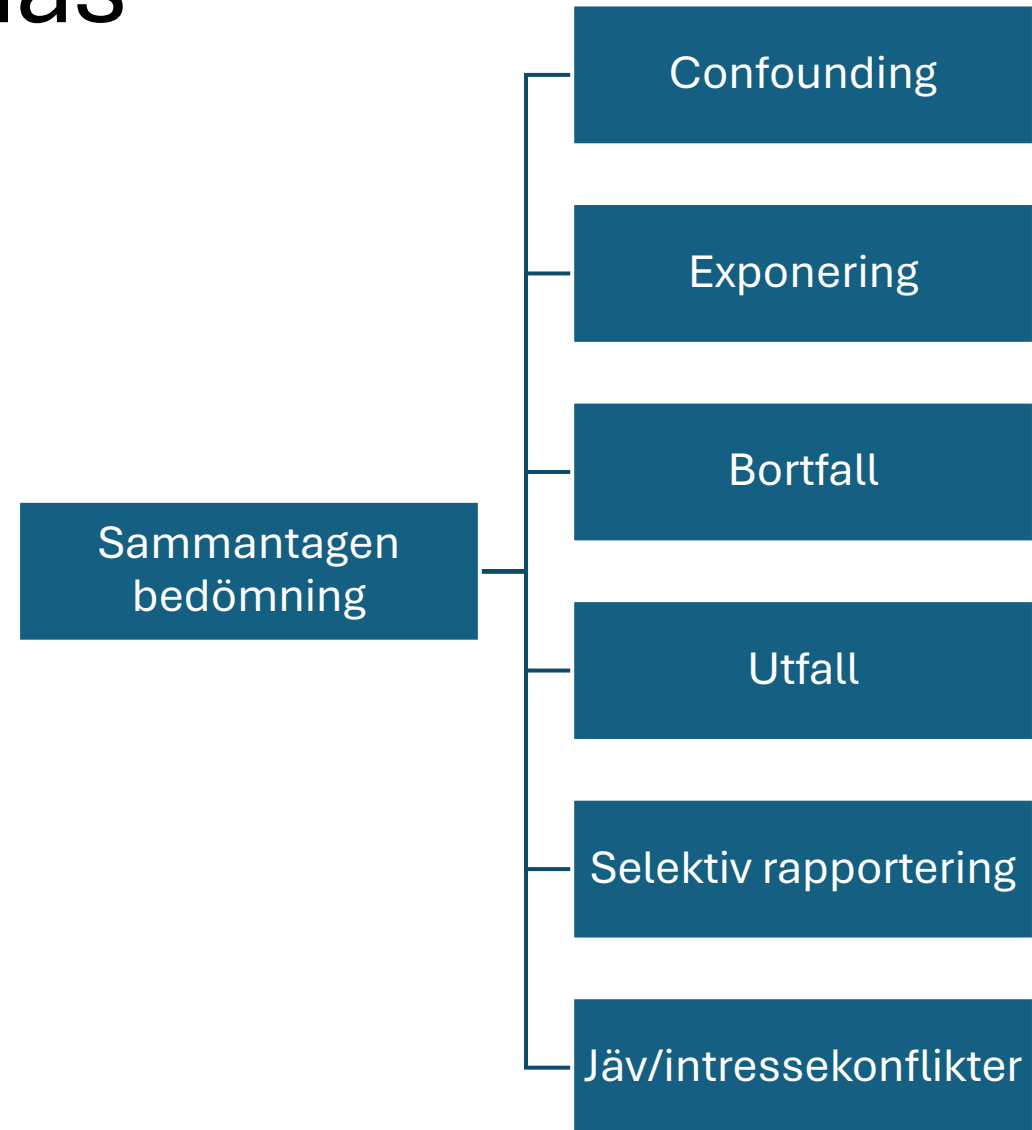 Confounding
Exponering
Bortfall
Sammantagen
bedömning
Utfall
Selektiv rapportering
Jäv/intressekonflikter